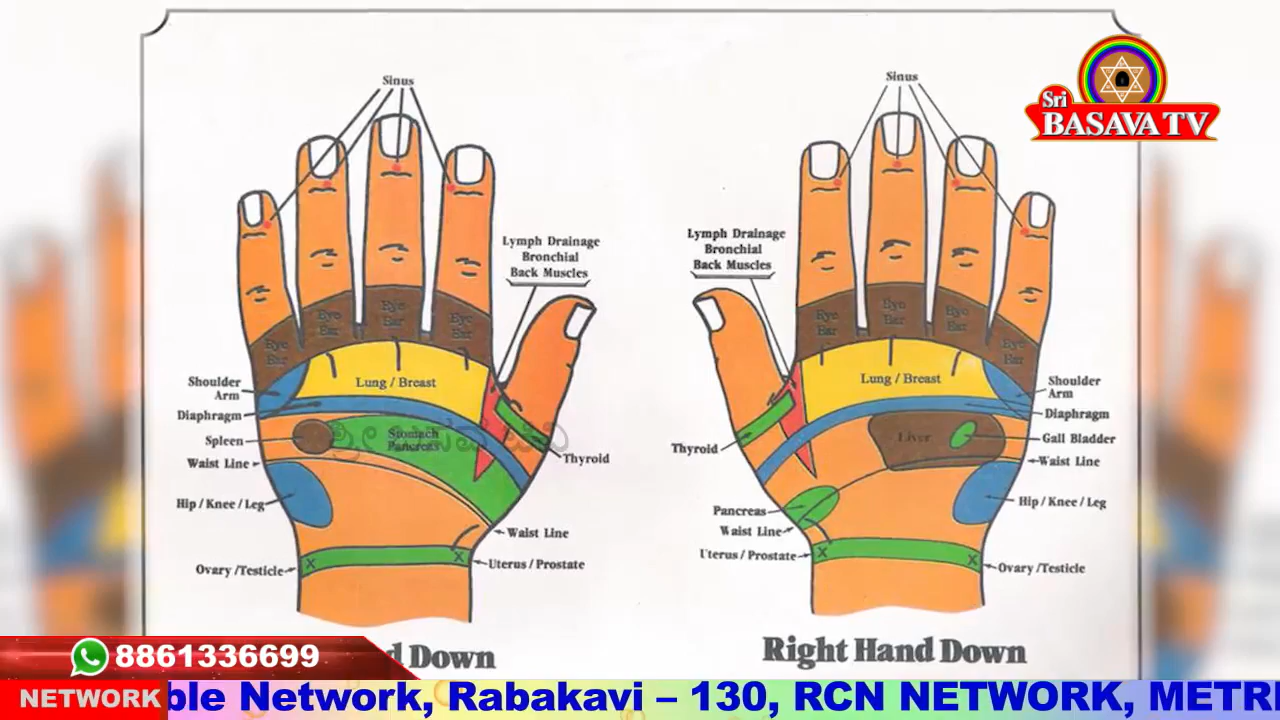 Sri
BASAVA TV
Sinus
Lymph Drainage
Bronchial
Back Muscles
Eye
Ear
Eye
Ear
Eye
Ear
Eye
Ear
Lung / Breast
Shoulder
Arm
Diaphragm
Spleen
Stomach
Pancreas
Waist Line
Thyroid
Hip / Knee / Leg
Waist Line
X
X
Ovary /Testicle
Uterus / Prostate
d Down
Sinus
Lymph Drainage
Bronchial
Back Muscles
Eye
Ear
Eye
Ear
Eye
Ear
Eye
Ear
Lung / Breast
Shoulder
Arm
Diaphragm
Thyroid
Liver
Gall Bladder
Waist Line
Hip / Knee / Leg
Pancreas
Waist Line
Uterus / Prostate
X
X
Ovary /Testicle
Right Hand Down
8861336699
NETWORK
ble Network, Rabakavi – 130, RCN NETWORK, METR